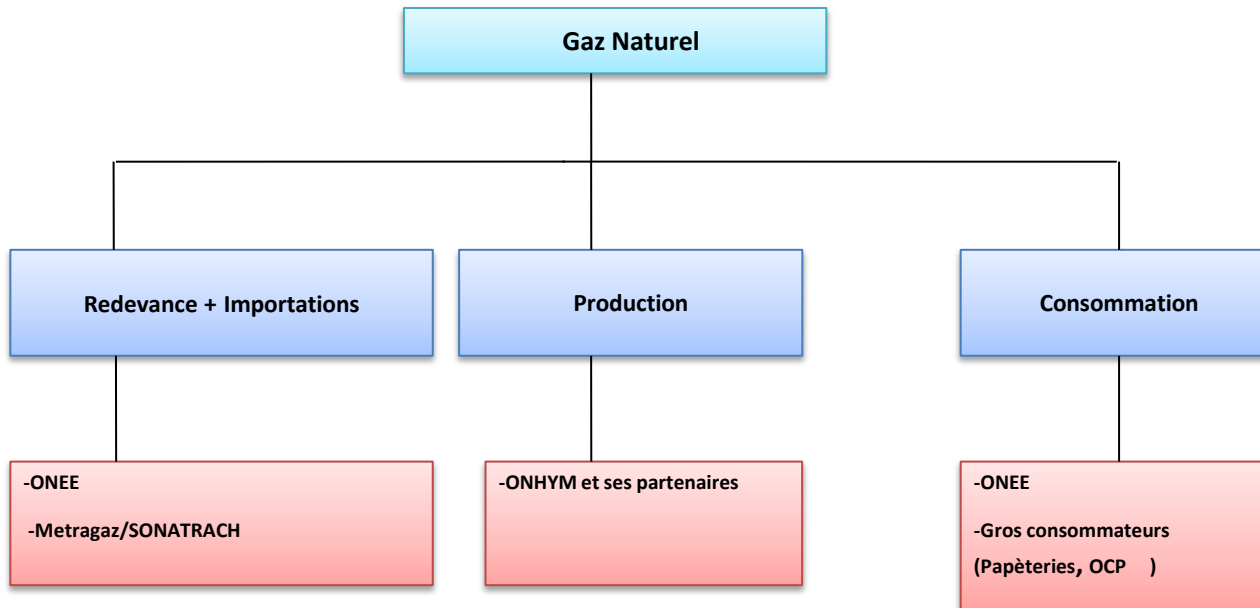 Gaz Naturel
Redevance + Importations
Production
Consommation
-ONEE
-Metragaz/SONATRACH
-ONHYM et ses partenaires
-ONEE
-Gros consommateurs
(Papèteries, OCP )